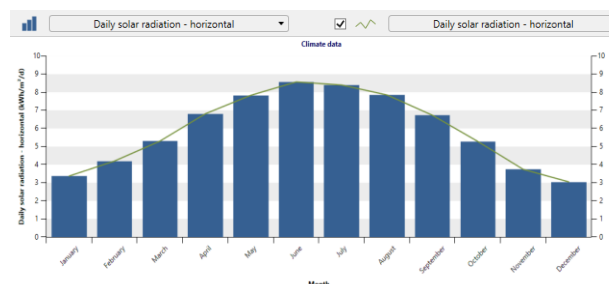 Daily solar radiation - horizontal
Daily solar radiation - horizontal
Climate data
Daily solar radiation - horizontal (kWh/m²/d)
10 10
9 9
8 8
7 7
6 6
5 5
4 4
3 3
2 2
1 1
0 0
January February March April May June July August September October November December
Month